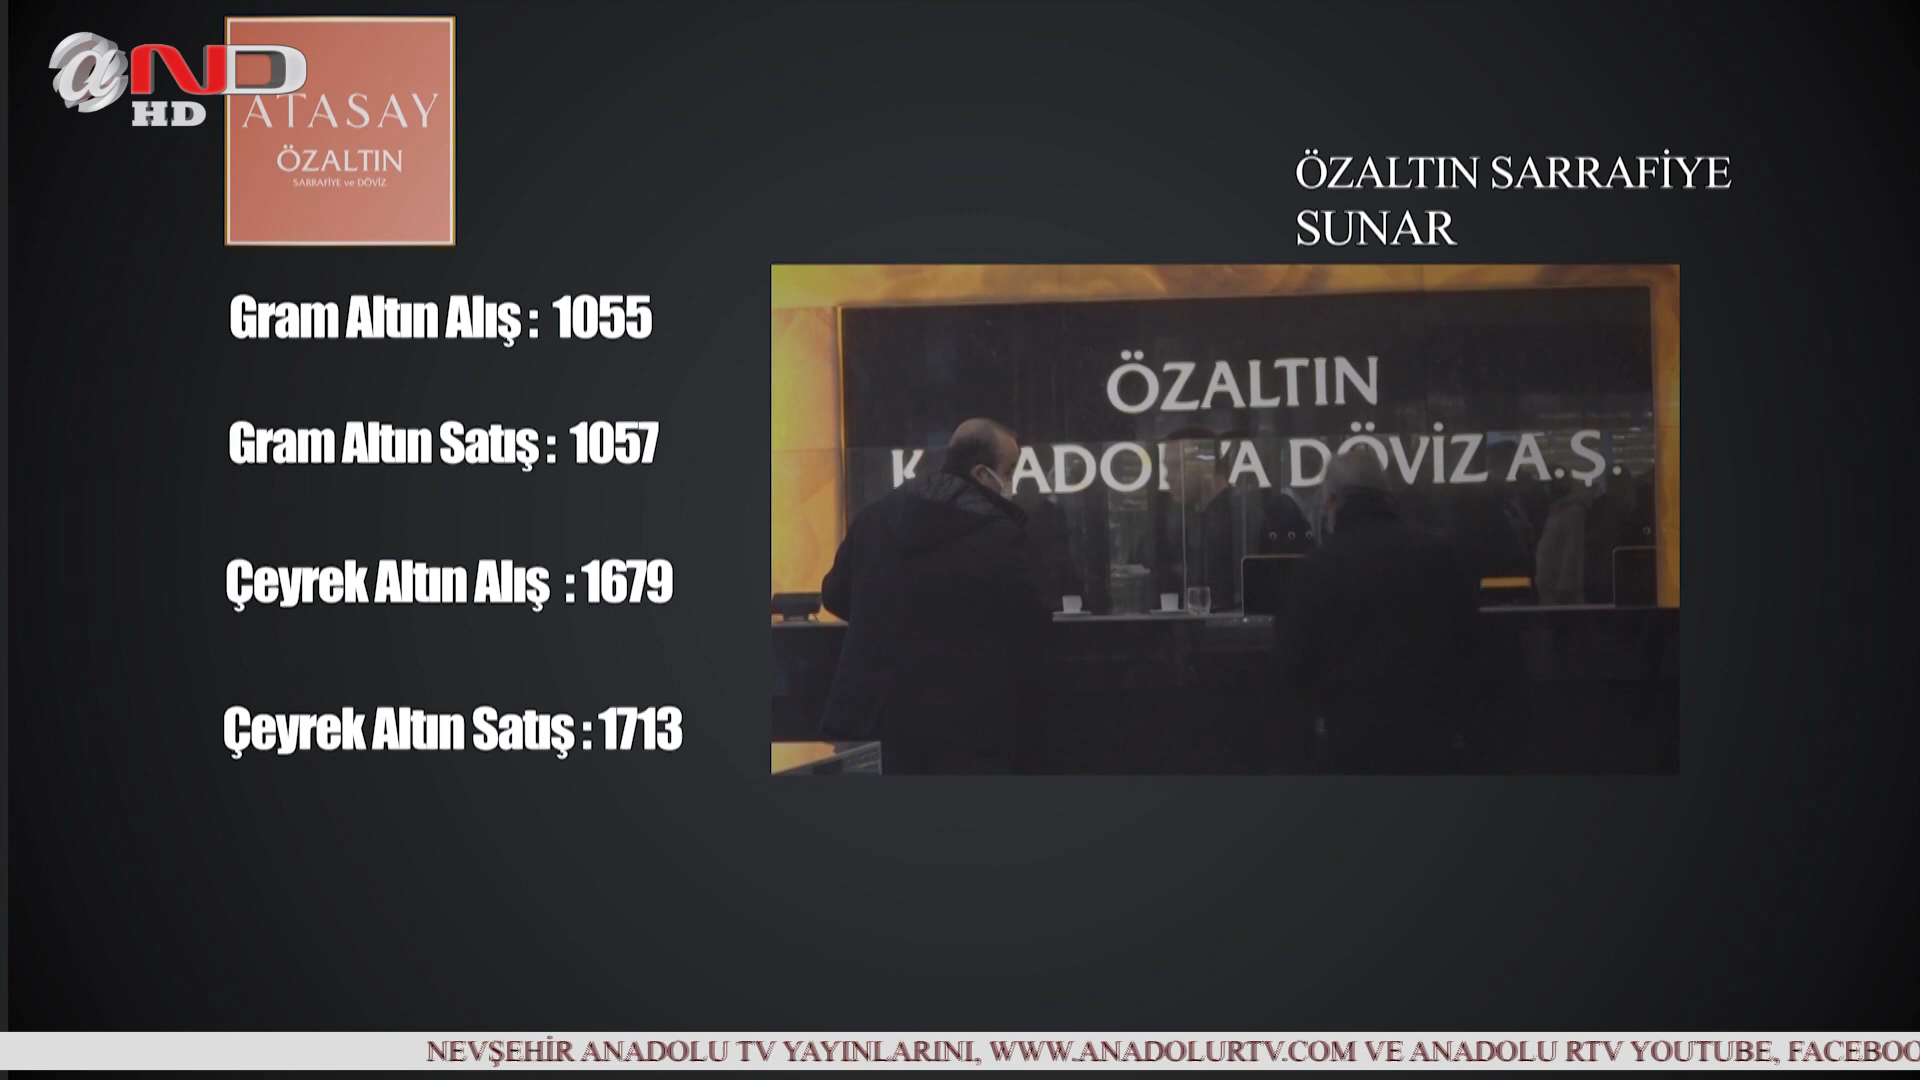 @ND
HD
ATASAY
ÖZALTIN
SARRAFİYE ve DÖVİZ
ÖZALTIN SARRAFİYE
SUNAR
Gram Altın Alış : 1055
Gram Altın Satış : 1057
Çeyrek Altın Alış : 1679
Çeyrek Altın Satış : 1713
ÖZALTIN
DÖVİZ A.Ş.
NEVŞEHİR ANADOLU TV YAYINLARINI, WWW.ANADOLURTV.COM VE ANADOLU RTV YOUTUBE, FACEBOO